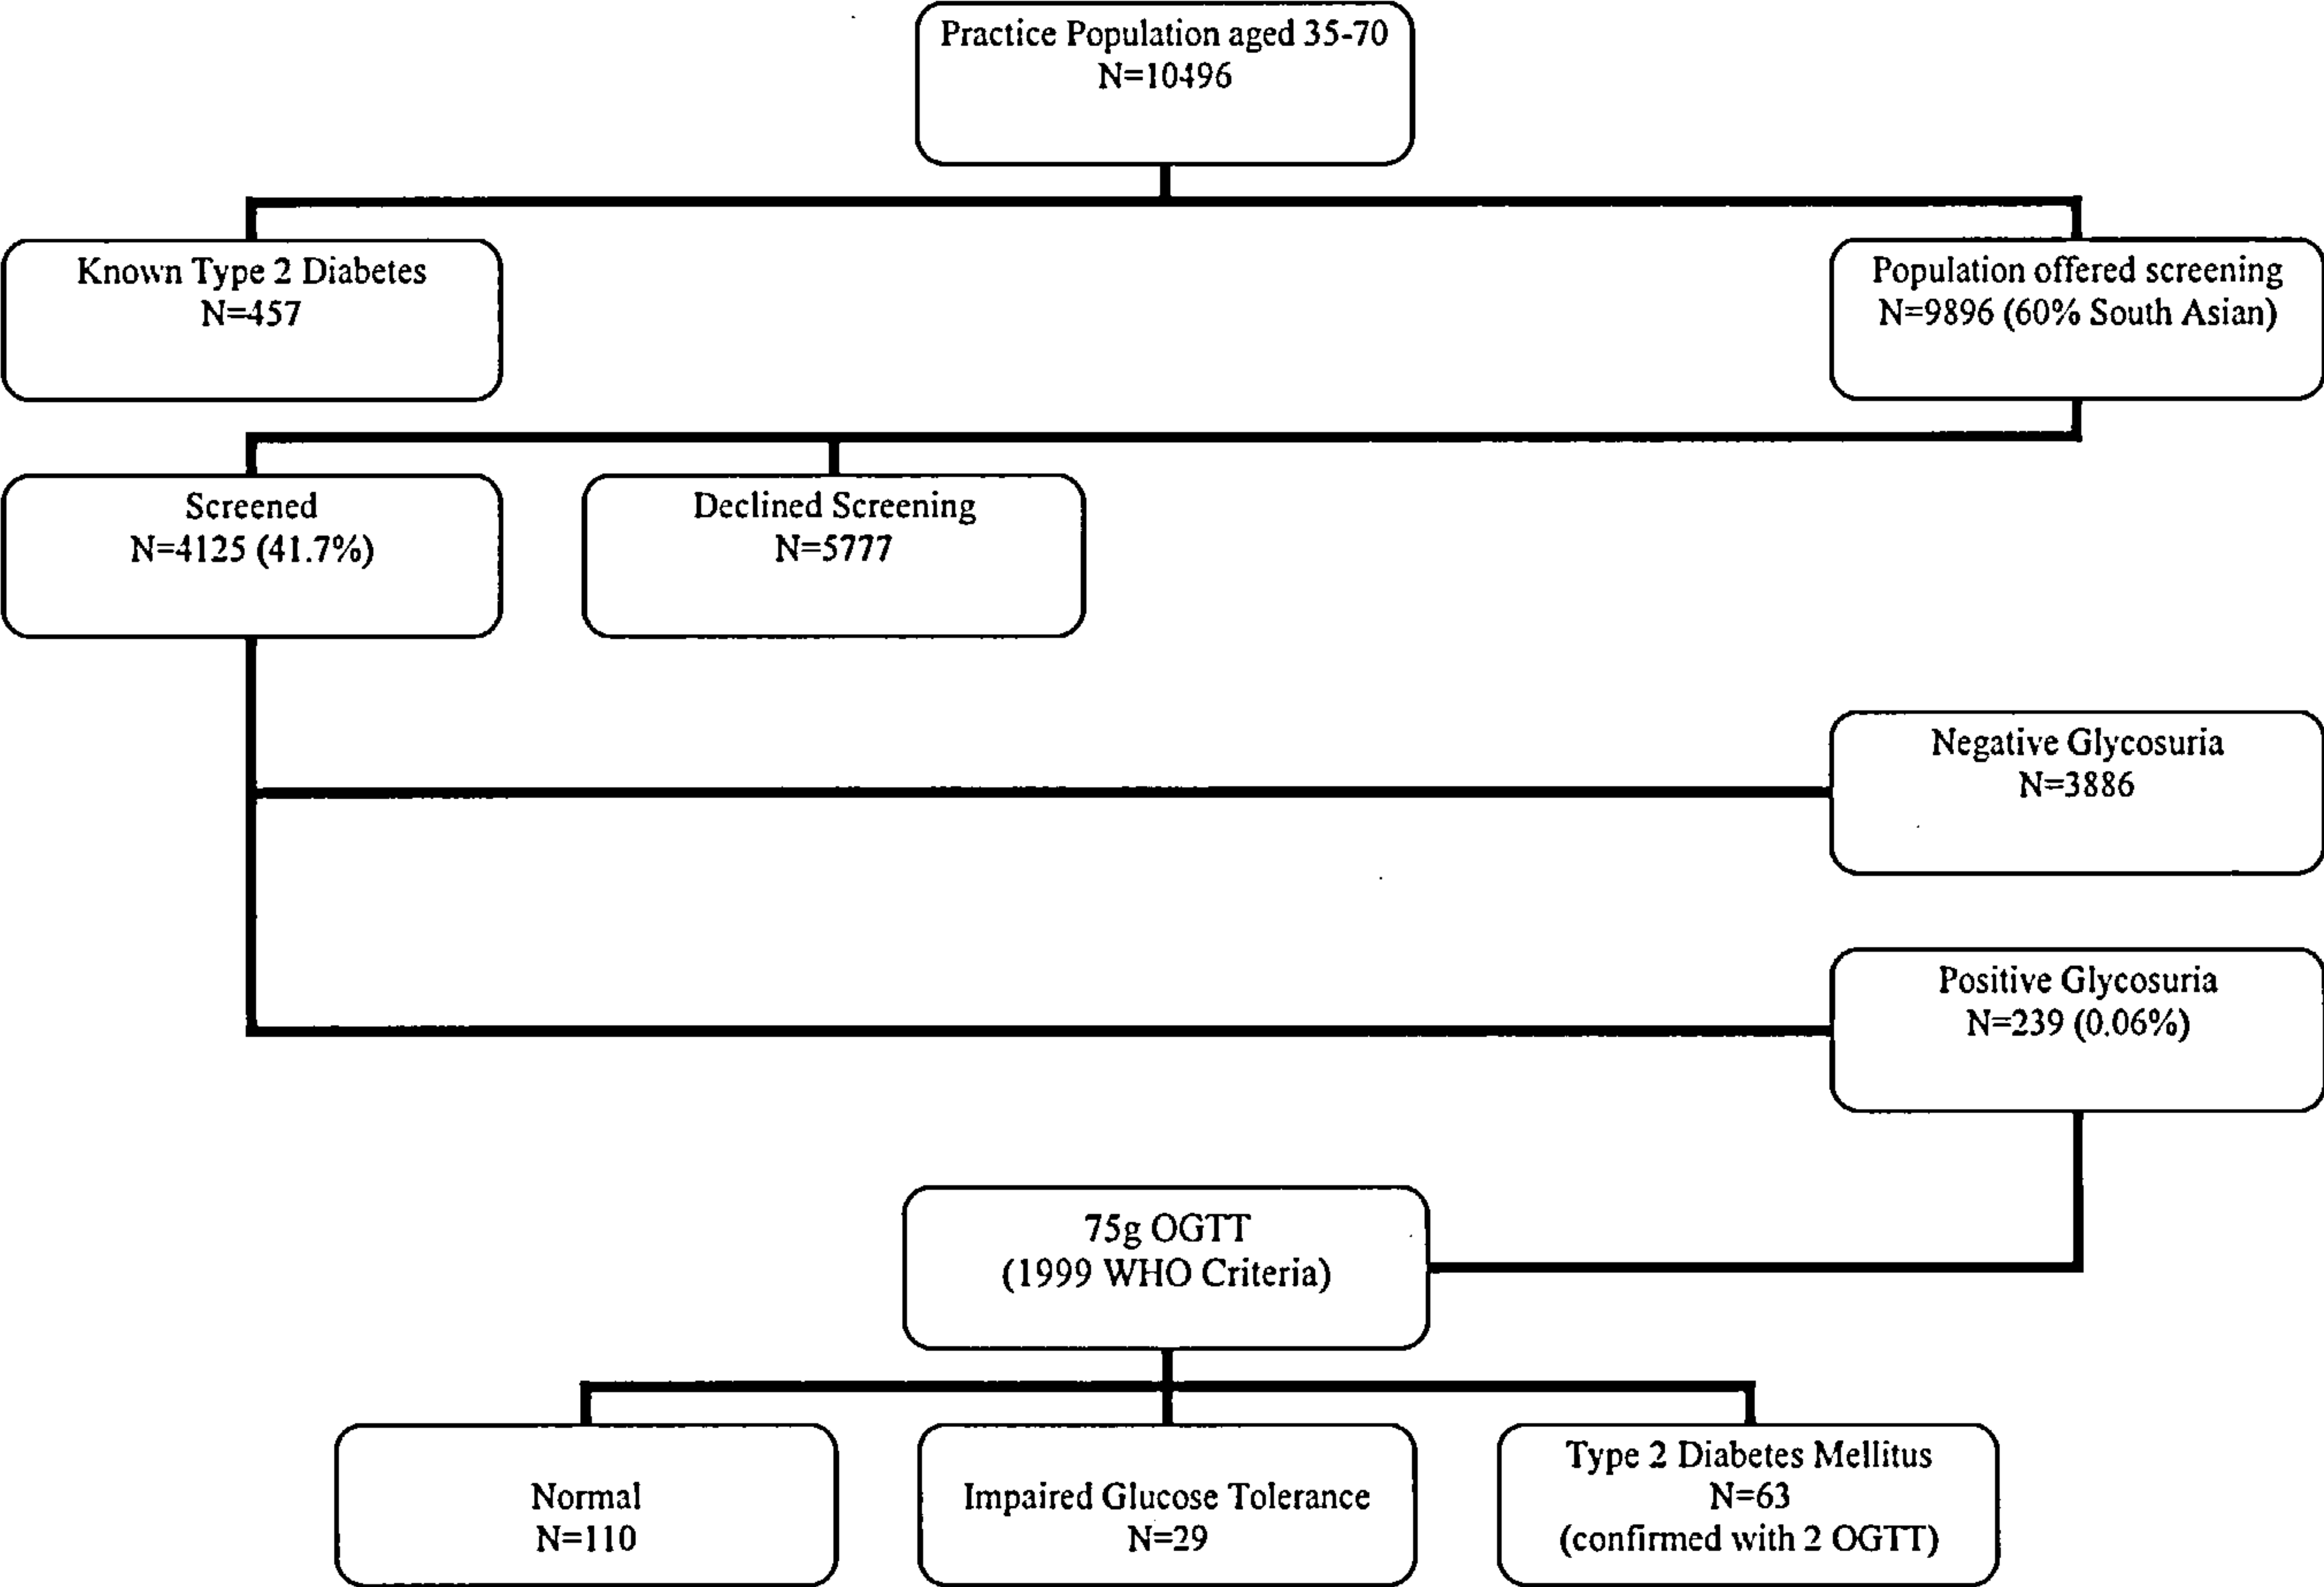 Practice Population aged 35-70
N=10496
Known Type 2 Diabetes
N=457
Population offered screening
N=9896 (60% South Asian)
Screened
N=4125 (41.7%)
Declined Screening
N=5777
Negative Glycosuria
N=3886
Positive Glycosuria
N=239 (0.06%)
75g OGTT
(1999 WHO Criteria)
Normal
N=110
Impaired Glucose Tolerance
N=29
Type 2 Diabetes Mellitus
N=63
(confirmed with 2 OGTT)